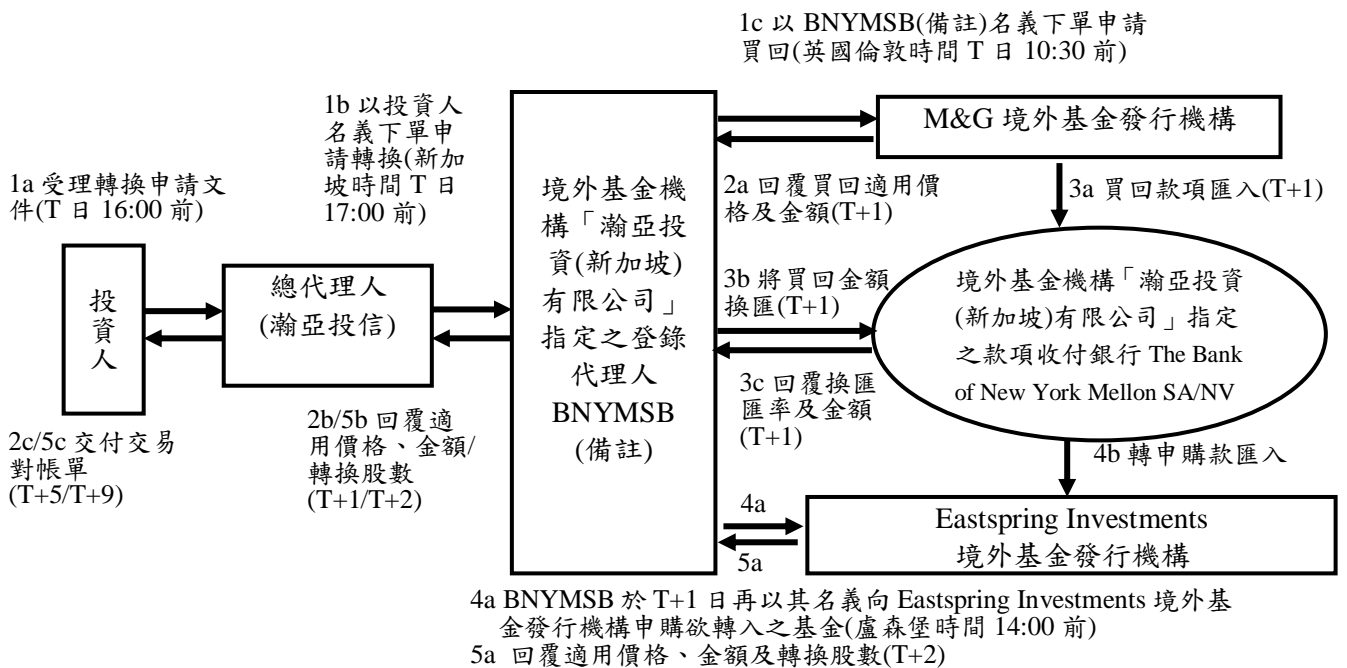 1c 以 BNYMSB(備註)名義下單申請
買回(英國倫敦時間 T 日 10:30 前)
1b 以投資人
名義下單申
請轉換(新加
坡時間 T 日
17:00 前)
M&G 境外基金發行機構
1a 受理轉換申請文
件(T 日 16:00 前)
2a 回覆買回適用價
格及金額(T+1)
3a 買回款項匯入(T+1)
投
資
人
總代理人
(瀚亞投信)
境外基金機
構「瀚亞投
資(新加坡)
有限公司」
指定之登錄
代理人
BNYMSB
(備註)
3b 將買回金額
換匯(T+1)
境外基金機構「瀚亞投資
(新加坡)有限公司」指定
之款項收付銀行 The Bank
of New York Mellon SA/NV
3c 回覆換匯
匯率及金額
(T+1)
2c/5c 交付交易
對帳單
(T+5/T+9)
2b/5b 回覆適
用價格、金額/
轉換股數
(T+1/T+2)
4b 轉申購款匯入
4a
5a
Eastspring Investments
境外基金發行機構
4a BNYMSB 於 T+1 日再以其名義向 Eastspring Investments 境外基
金發行機構申購欲轉入之基金(盧森堡時間 14:00 前)
5a 回覆適用價格、金額及轉換股數(T+2)